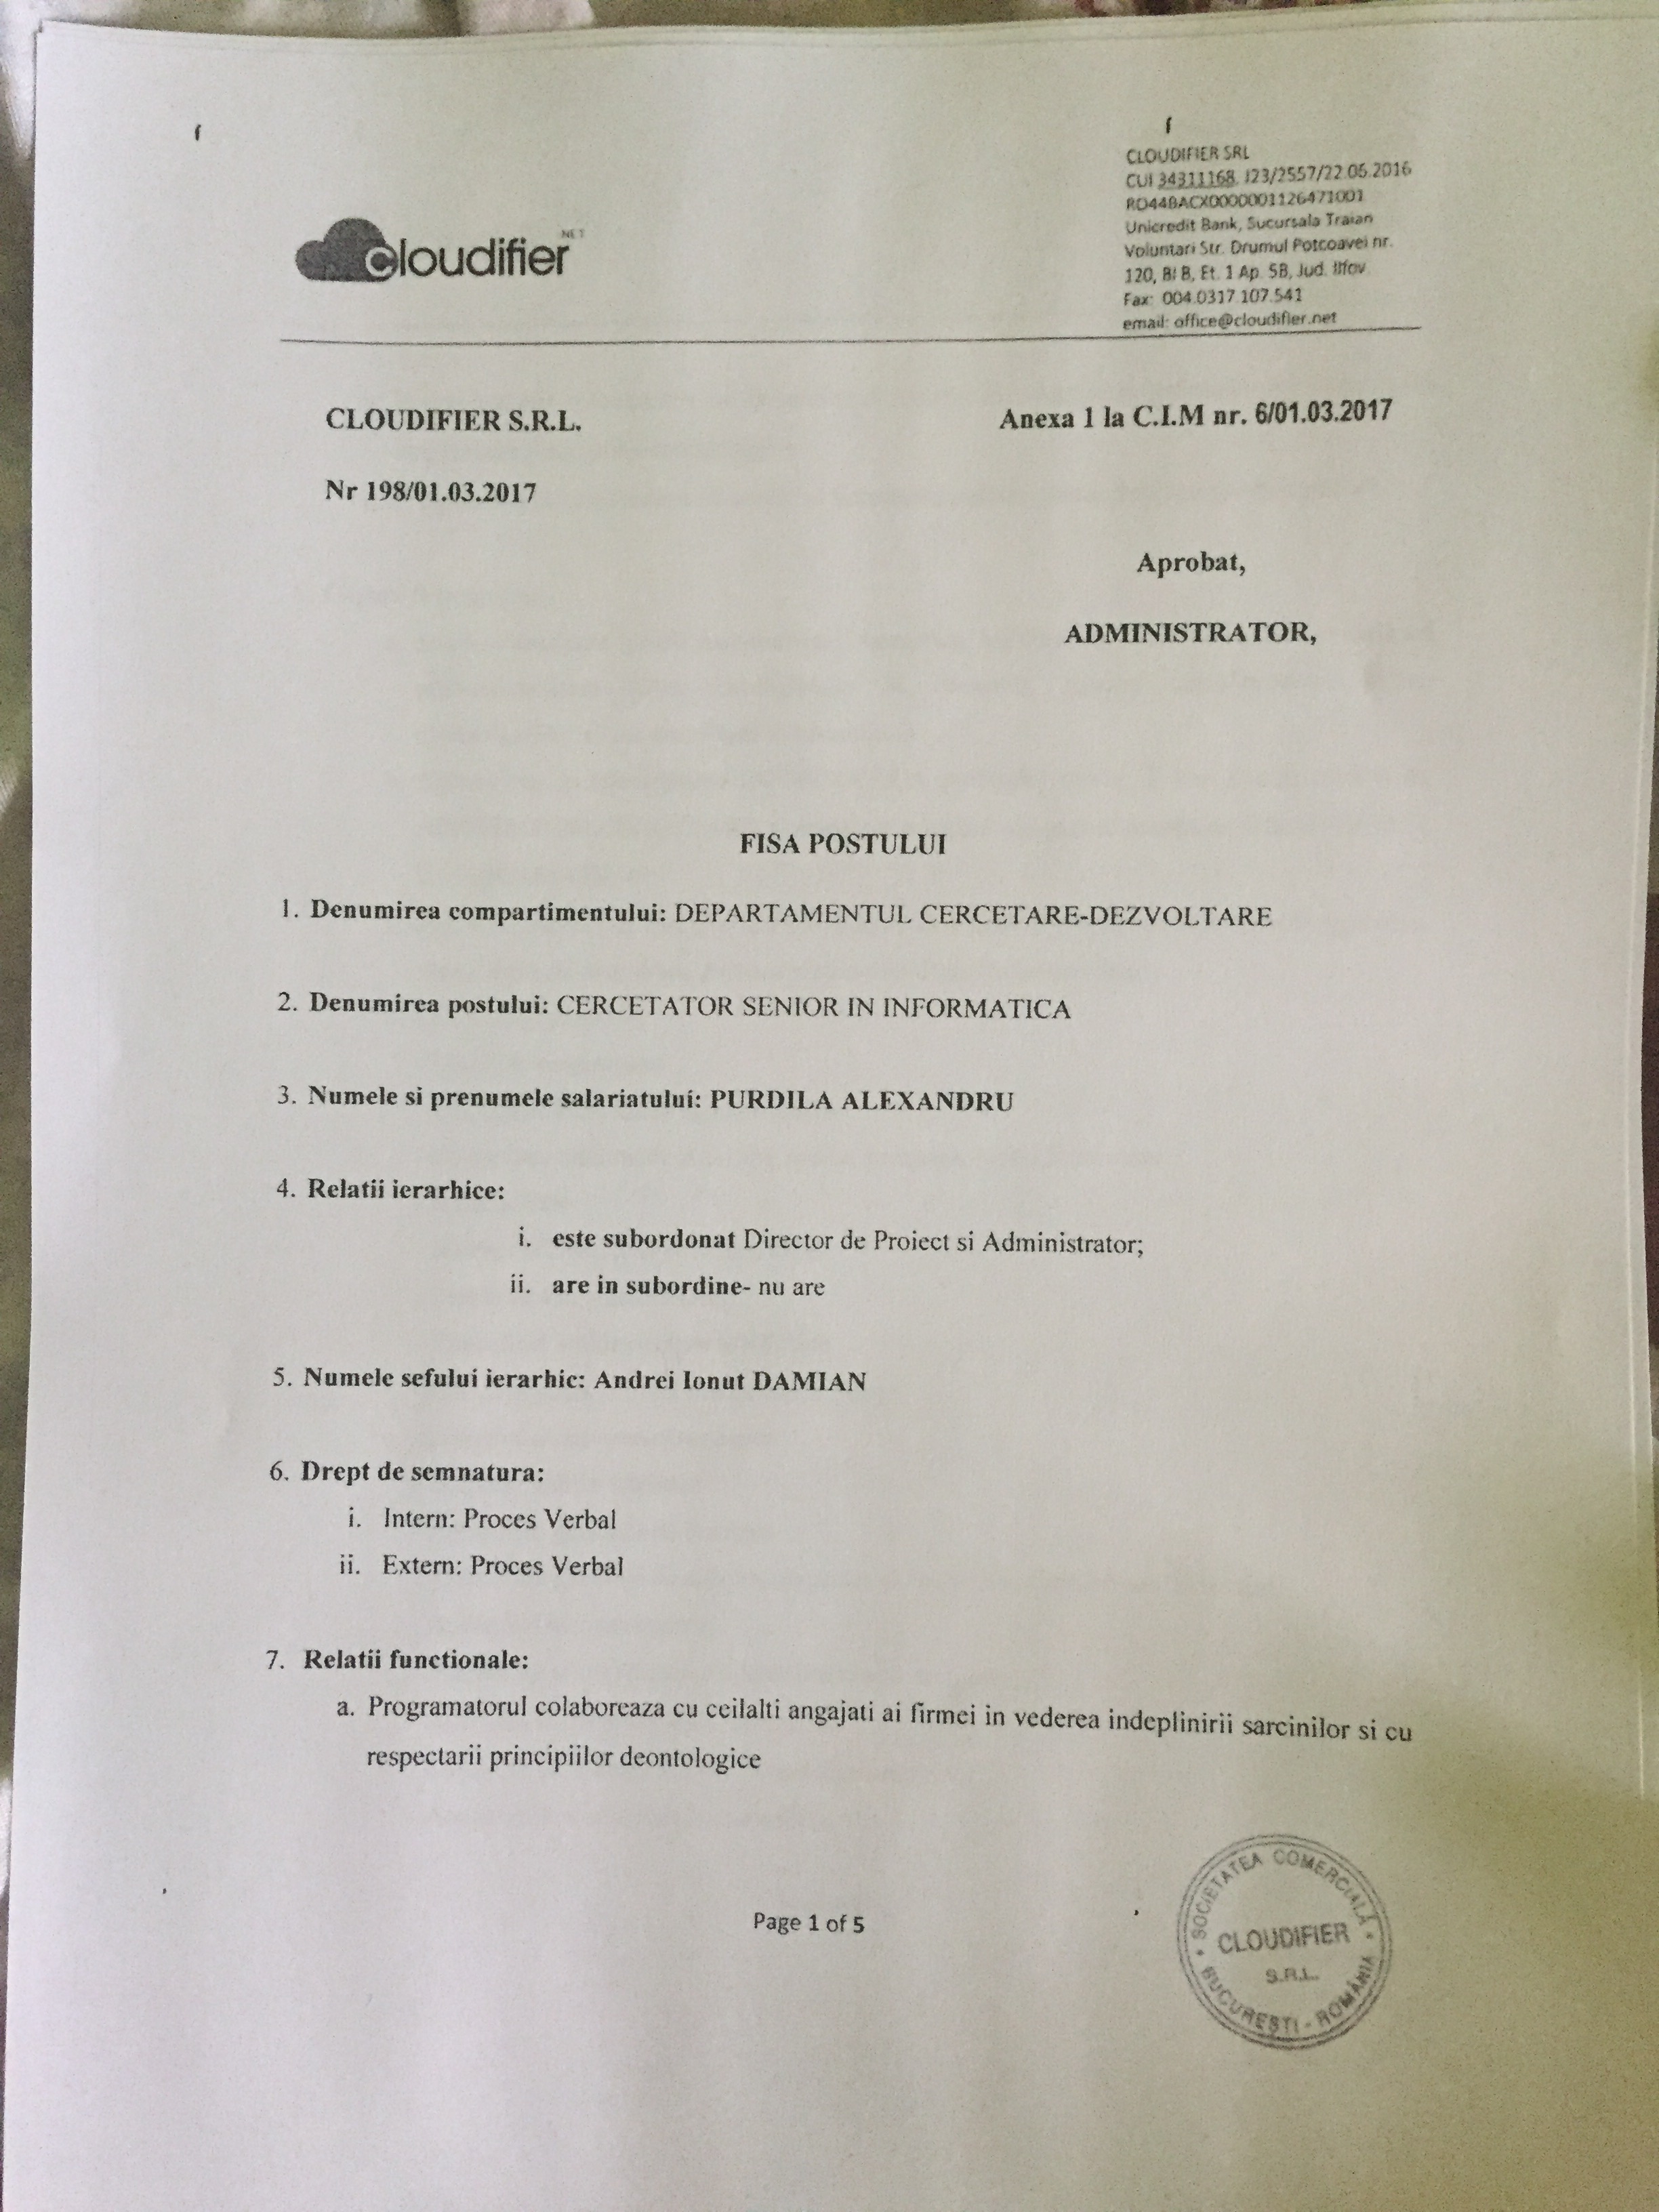 cloudifier
NET
CLOUDIFIER SRL
CUI 34311168, J23/2557/22.06.2016
RO44BACX0000001126471001
Unicredit Bank, Sucursala Traian
Voluntari Str. Drumul Potcoavei nr.
120, Bl B, Et. 1 Ap. 5B, Jud. Ilfov
Fax: 004.0317.107.541
email: office@cloudifier.net
CLOUDIFIER S.R.L.
Anexa 1 la C.I.M nr. 6/01.03.2017
Nr 198/01.03.2017
Aprobat,
ADMINISTRATOR,
FISA POSTULUI
1. Denumirea compartimentului: DEPARTAMENTUL CERCETARE-DEZVOLTARE
2. Denumirea postului: CERCETATOR SENIOR IN INFORMATICA
3. Numele si prenumele salariatului: PURDILA ALEXANDRU
4. Relatii ierarhice:
i. este subordonat Director de Proiect si Administrator;
ii. are in subordine- nu are
5. Numele sefului ierarhic: Andrei Ionut DAMIAN
6. Drept de semnatura:
i. Intern: Proces Verbal
ii. Extern: Proces Verbal
7. Relatii functionale:
a. Programatorul colaboreaza cu ceilalti angajati ai firmei in vederea indeplinirii sarcinilor si cu
respectarii principiilor deontologice
Page 1 of 5
SOCIETATEA COMERCIALĂ
CLOUDIFIER
S.R.L.
BUCUREȘTI - ROMÂNIA